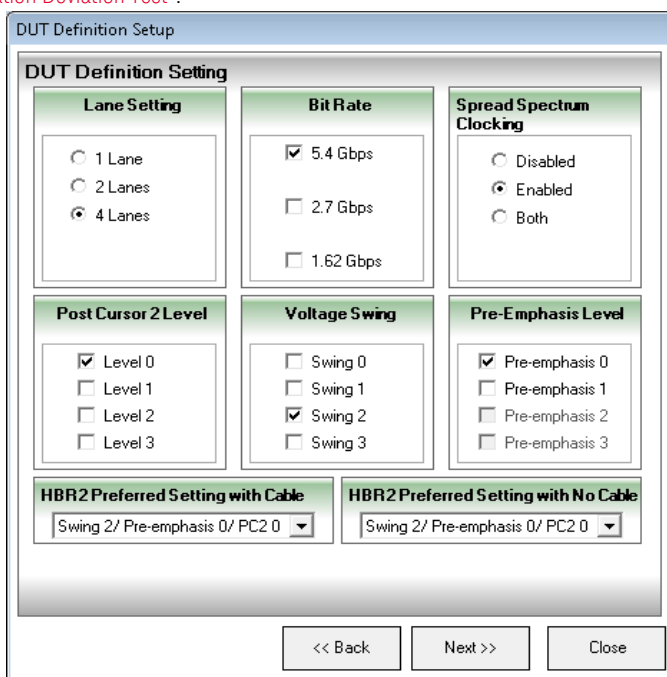 Deviation Test".
DUT Definition Setup
DUT Definition Setting
Lane Setting
1 Lane
2 Lanes
4 Lanes
Bit Rate
5.4 Gbps
2.7 Gbps
1.62 Gbps
Spread Spectrum
Clocking
Disabled
Enabled
Both
Post Cursor 2 Level
Level 0
Level 1
Level 2
Level 3
Voltage Swing
Swing 0
Swing 1
Swing 2
Swing 3
Pre-Emphasis Level
Pre-emphasis 0
Pre-emphasis 1
Pre-emphasis 2
Pre-emphasis 3
HBR2 Preferred Setting with Cable
Swing 2/ Pre-emphasis 0/ PC2 0
HBR2 Preferred Setting with No Cable
Swing 2/ Pre-emphasis 0/ PC2 0
<< Back
Next >>
Close